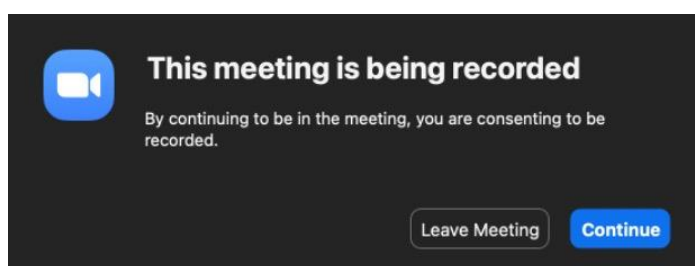 This meeting is being recorded
By continuing to be in the meeting, you are consenting to be
recorded.
Leave Meeting
Continue